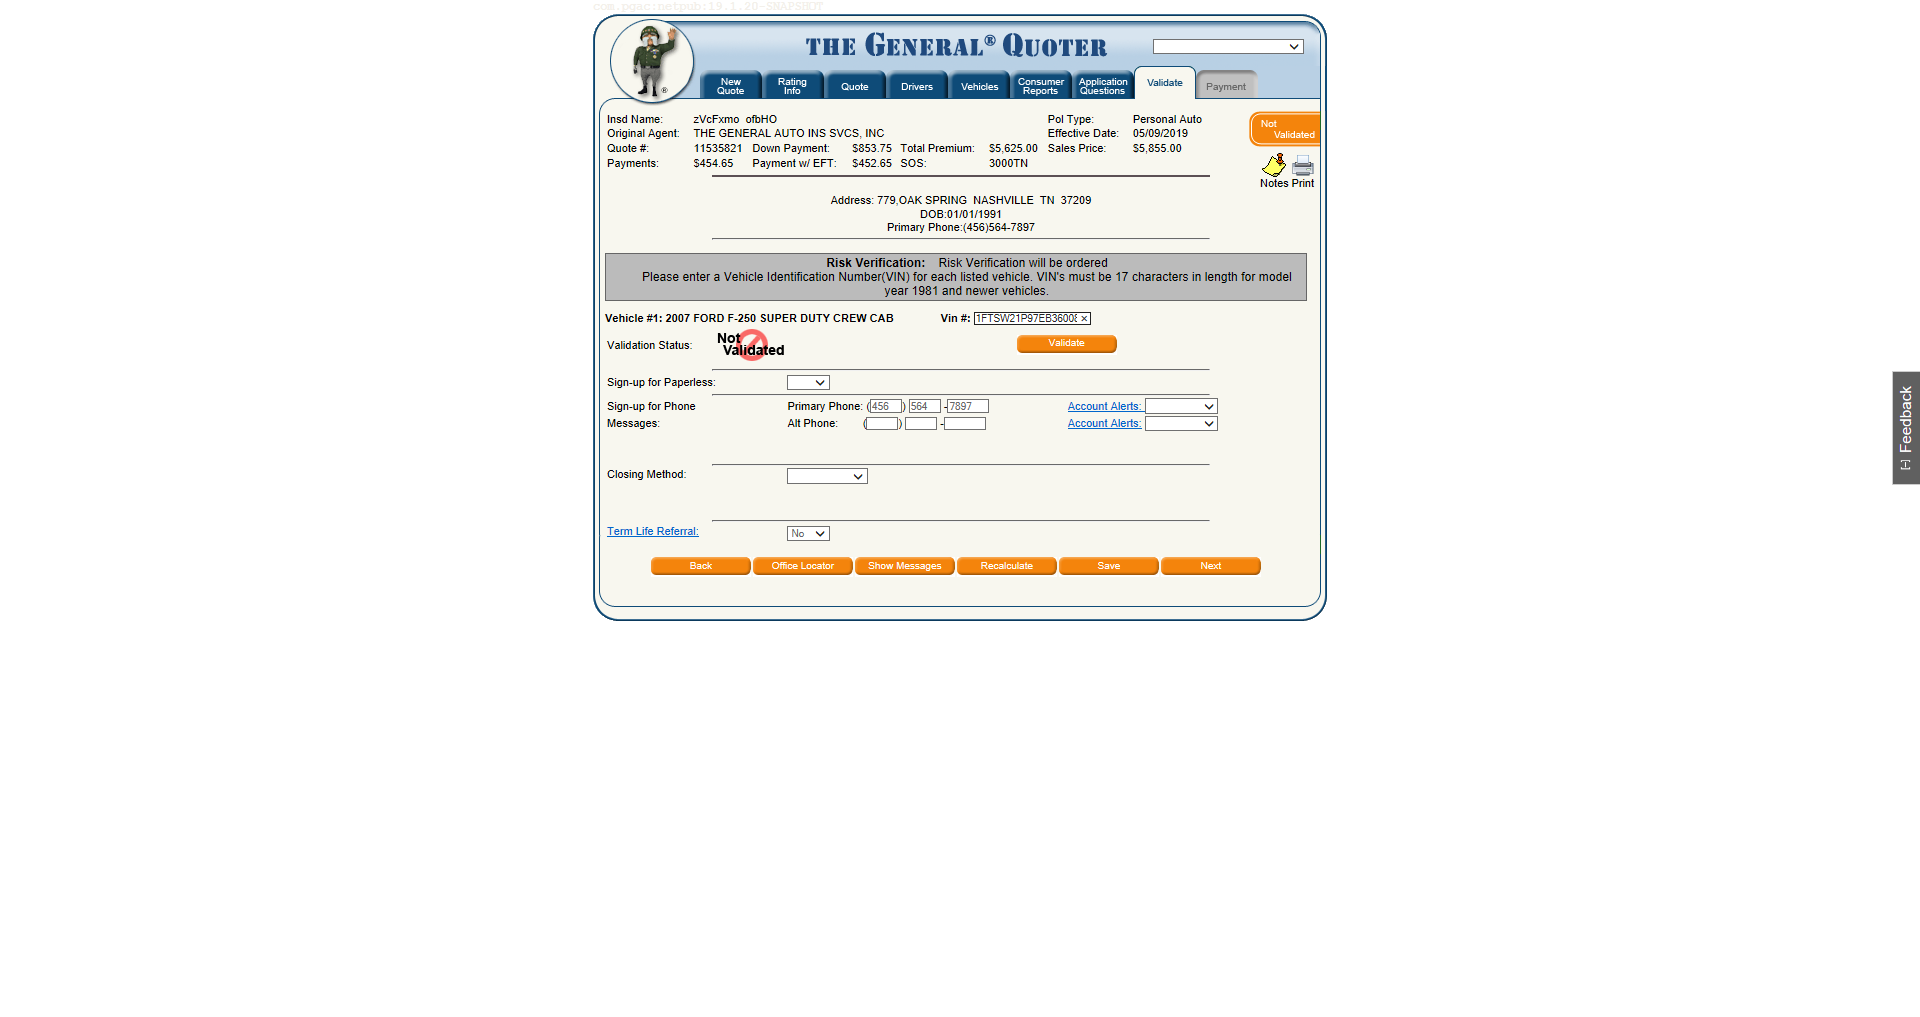 com.pgac:netpub:19.1.20-SNAPSHOT
THE GENERAL® QUOTER
New Quote
Rating Info
Quote
Drivers
Vehicles
Consumer Reports
Application Questions
Validate
Payment
®
Insd Name: zVcFxmo ofbHO Pol Type: Personal Auto
Not Validated
Original Agent: THE GENERAL AUTO INS SVCS, INC Effective Date: 05/09/2019
Quote #: 11535821 Down Payment: $853.75 Total Premium: $5,625.00 Sales Price: $5,855.00
Payments: $454.65 Payment w/ EFT: $452.65 SOS: 3000TN
Notes Print
Address: 779,OAK SPRING NASHVILLE TN 37209
DOB:01/01/1991
Primary Phone:(456)564-7897
Risk Verification: Risk Verification will be ordered
Please enter a Vehicle Identification Number(VIN) for each listed vehicle. VIN's must be 17 characters in length for model
year 1981 and newer vehicles.
Vehicle #1: 2007 FORD F-250 SUPER DUTY CREW CAB Vin #: 1FTSW21P97EB3600
Validation Status: Not Validated Validate
Sign-up for Paperless:
Sign-up for Phone Primary Phone: (456) 564 -7897 Account Alerts:
Messages: Alt Phone: ( ) - Account Alerts:
Closing Method:
Term Life Referral: No
Back Office Locator Show Messages Recalculate Save Next
[-] Feedback